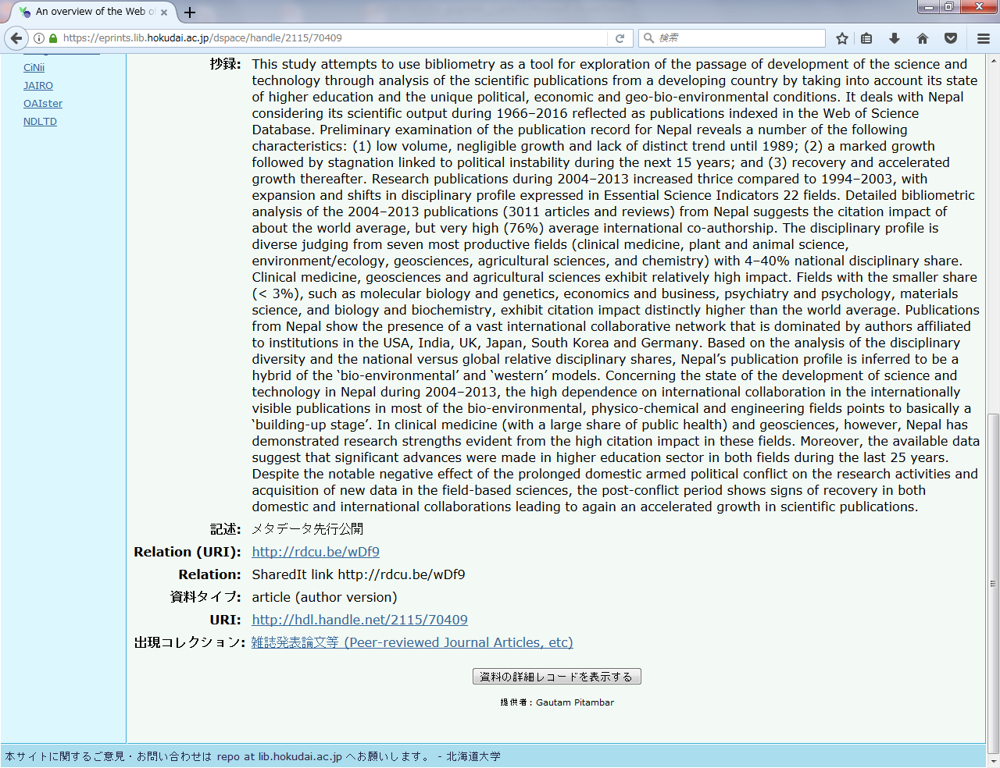 An overview of the Web of
https://eprints.lib.hokudai.ac.jp/dspace/handle/2115/70409
検索
CiNii
JAIRO
OAIster
NDLTD
抄録: This study attempts to use bibliometry as a tool for exploration of the passage of development of the science and
technology through analysis of the scientific publications from a developing country by taking into account its state
of higher education and the unique political, economic and geo-bio-environmental conditions. It deals with Nepal
considering its scientific output during 1966–2016 reflected as publications indexed in the Web of Science
Database. Preliminary examination of the publication record for Nepal reveals a number of the following
characteristics: (1) low volume, negligible growth and lack of distinct trend until 1989; (2) a marked growth
followed by stagnation linked to political instability during the next 15 years; and (3) recovery and accelerated
growth thereafter. Research publications during 2004–2013 increased thrice compared to 1994–2003, with
expansion and shifts in disciplinary profile expressed in Essential Science Indicators 22 fields. Detailed bibliometric
analysis of the 2004–2013 publications (3011 articles and reviews) from Nepal suggests the citation impact of
about the world average, but very high (76%) average international co-authorship. The disciplinary profile is
diverse judging from seven most productive fields (clinical medicine, plant and animal science,
environment/ecology, geosciences, agricultural sciences, and chemistry) with 4–40% national disciplinary share.
Clinical medicine, geosciences and agricultural sciences exhibit relatively high impact. Fields with the smaller share
(< 3%), such as molecular biology and genetics, economics and business, psychiatry and psychology, materials
science, and biology and biochemistry, exhibit citation impact distinctly higher than the world average. Publications
from Nepal show the presence of a vast international collaborative network that is dominated by authors affiliated
to institutions in the USA, India, UK, Japan, South Korea and Germany. Based on the analysis of the disciplinary
diversity and the national versus global relative disciplinary shares, Nepal’s publication profile is inferred to be a
hybrid of the ‘bio-environmental’ and ‘western’ models. Concerning the state of the development of science and
technology in Nepal during 2004–2013, the high dependence on international collaboration in the internationally
visible publications in most of the bio-environmental, physico-chemical and engineering fields points to basically a
‘building-up stage’. In clinical medicine (with a large share of public health) and geosciences, however, Nepal has
demonstrated research strengths evident from the high citation impact in these fields. Moreover, the available data
suggest that significant advances were made in higher education sector in both fields during the last 25 years.
Despite the notable negative effect of the prolonged domestic armed political conflict on the research activities and
acquisition of new data in the field-based sciences, the post-conflict period shows signs of recovery in both
domestic and international collaborations leading to again an accelerated growth in scientific publications.
記述: メタデータ先行公開
Relation (URI): http://rdcu.be/wDf9
Relation: SharedIt link http://rdcu.be/wDf9
資料タイプ: article (author version)
URI: http://hdl.handle.net/2115/70409
出現コレクション: 雑誌発表論文等 (Peer-reviewed Journal Articles, etc)
資料の詳細レコードを表示する
提供者 : Gautam Pitambar
本サイトに関するご意見・お問い合わせは repo at lib.hokudai.ac.jp へお願いします。 - 北海道大学